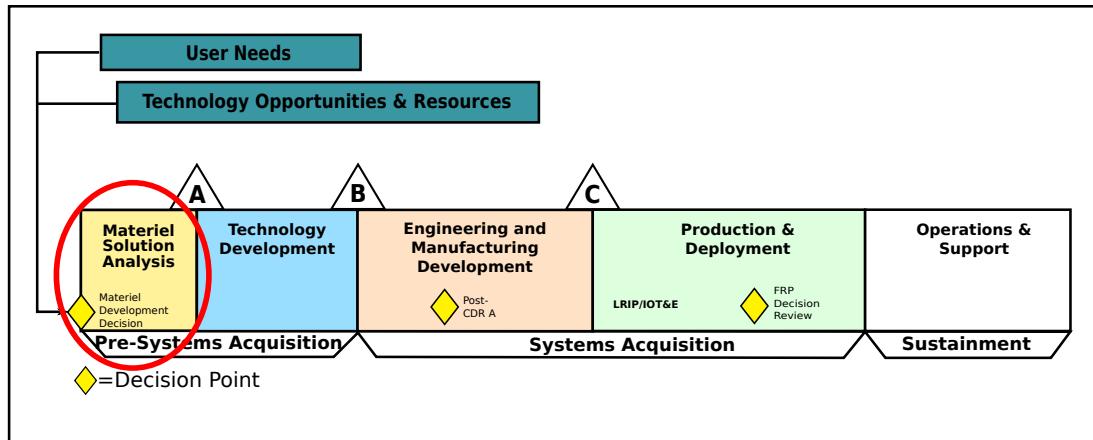 User Needs
Technology Opportunities & Resources
A
B
C
Materiel
Solution
Analysis
Materiel
Development
Decision
Technology
Development
Engineering and
Manufacturing
Development
Post-
CDR A
Production &
Deployment
LRIP/IOT&E
FRP
Decision
Review
Operations &
Support
Pre-Systems Acquisition
Systems Acquisition
Sustainment
=Decision Point